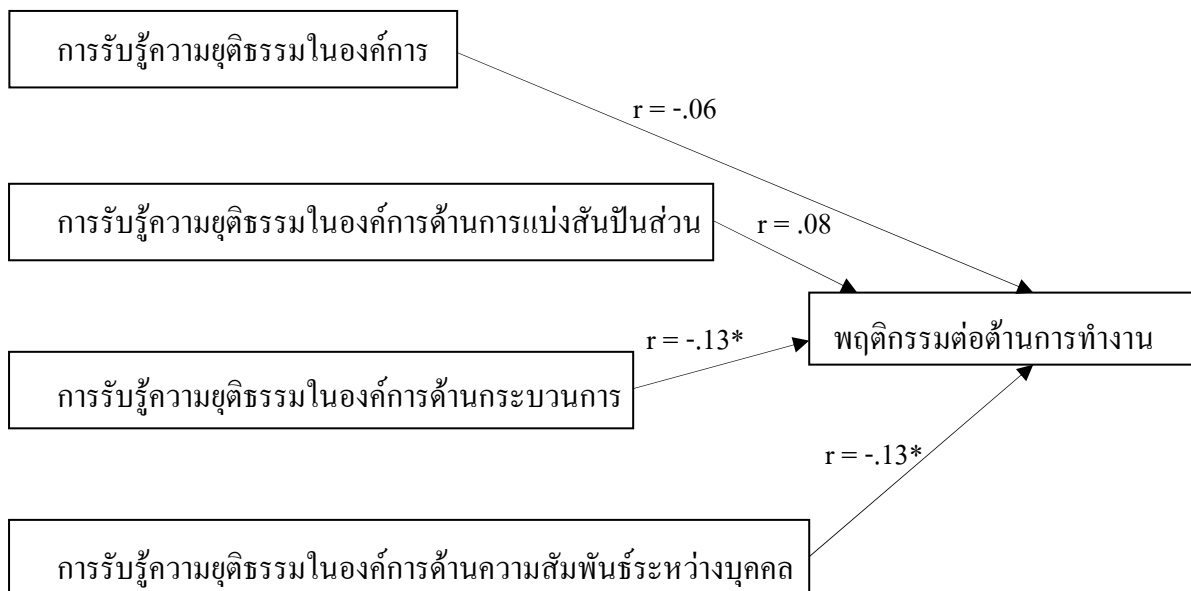 การรับรู้ความยุติธรรมในองค์การ
r = -.06
การรับรู้ความยุติธรรมในองค์การด้านการแบ่งสันปันส่วน
r = .08
พฤติกรรมต่อต้านการทำงาน
r = -.13*
การรับรู้ความยุติธรรมในองค์การด้านกระบวนการ
r = -.13*
การรับรู้ความยุติธรรมในองค์การด้านความสัมพันธ์ระหว่างบุคคล